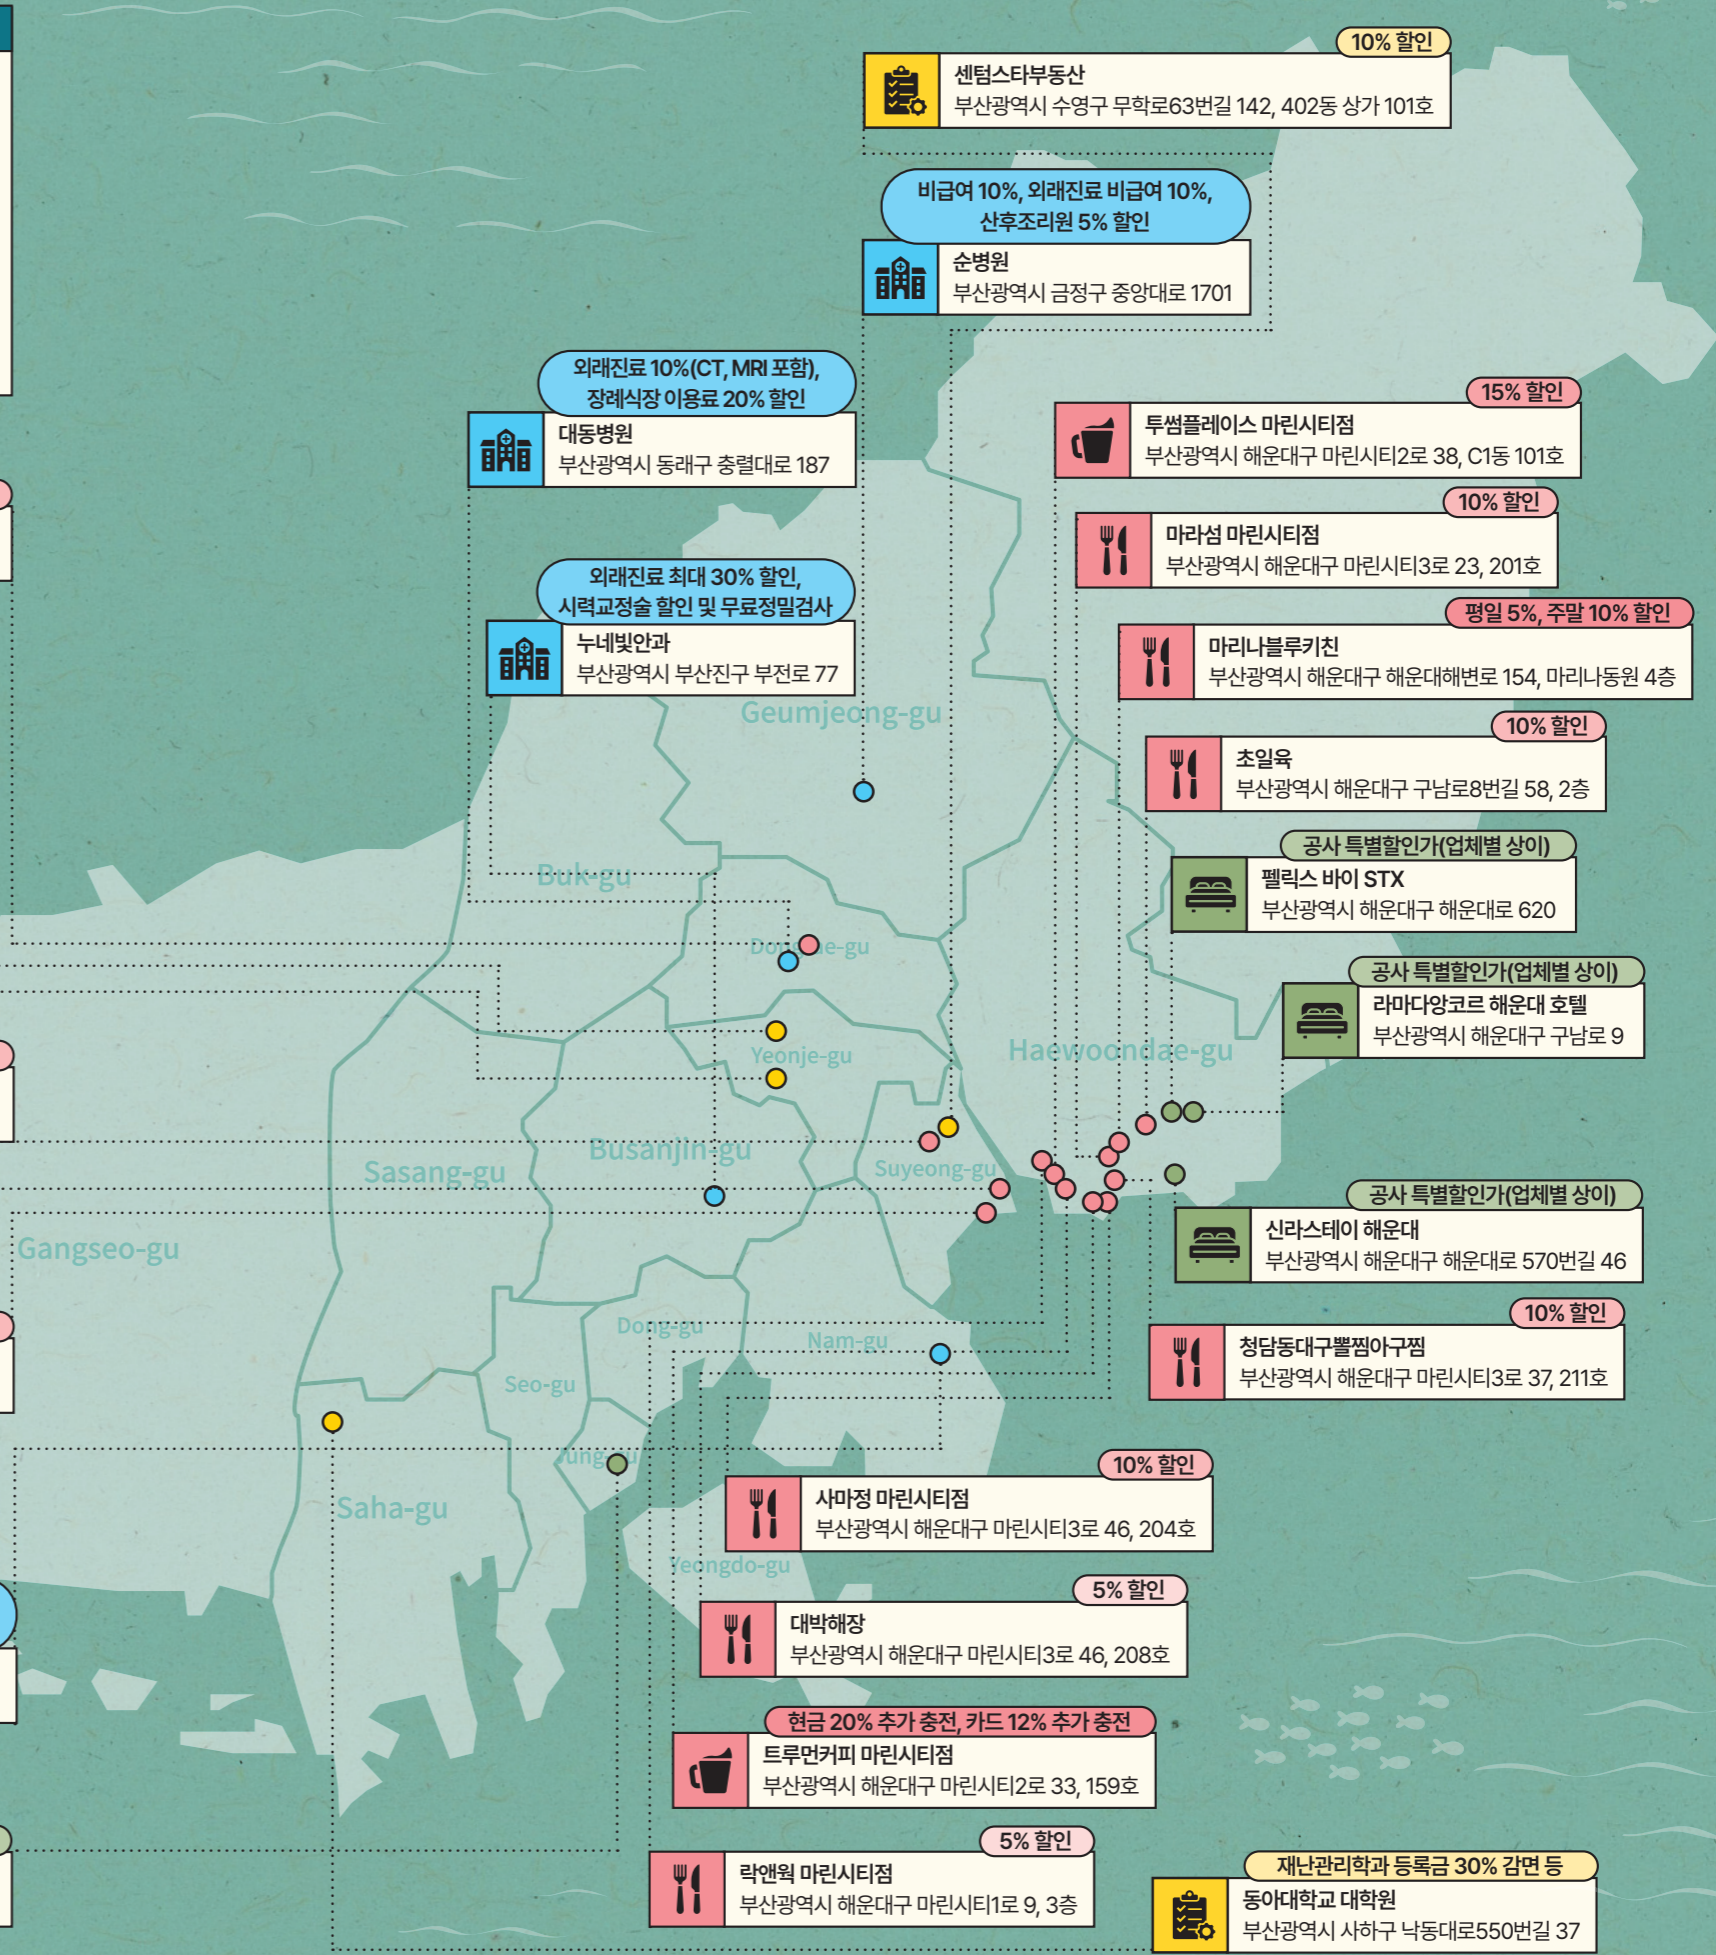 10% 할인
센텀스타부동산
부산광역시 수영구 무학로63번길 142, 402동 상가 101호
비급여 10%, 외래진료 비급여 10%,
산후조리원 5% 할인
순병원
부산광역시 금정구 중앙대로 1701
외래진료 10%(CT, MRI 포함),
장례식장 이용료 20% 할인
대동병원
부산광역시 동래구 충렬대로 187
15% 할인
투썸플레이스 마린시티점
부산광역시 해운대구 마린시티2로 38, C1동 101호
10% 할인
마라섬 마린시티점
부산광역시 해운대구 마린시티3로 23, 201호
외래진료 최대 30% 할인,
시력교정술 할인 및 무료정밀검사
누네빛안과
부산광역시 부산진구 부전로 77
평일 5%, 주말 10% 할인
마리나블루키친
부산광역시 해운대구 해운대해변로 154, 마리나동원 4층
Geumjeong-gu
10% 할인
초일육
부산광역시 해운대구 구남로8번길 58, 2층
공사 특별할인가(업체별 상이)
펠릭스 바이 STX
부산광역시 해운대구 해운대로 620
Buk-gu
공사 특별할인가(업체별 상이)
라마다앙코르 해운대 호텔
부산광역시 해운대구 구남로 9
Yeonje-gu
Haewoondae-gu
Busanjin-gu
Sasang-gu
Suyeong-gu
공사 특별할인가(업체별 상이)
신라스테이 해운대
부산광역시 해운대구 해운대로 570번길 46
Gangseo-gu
10% 할인
청담동대구뽈찜아구찜
부산광역시 해운대구 마린시티3로 37, 211호
Dong-gu
Nam-gu
Seo-gu
10% 할인
사마정 마린시티점
부산광역시 해운대구 마린시티3로 46, 204호
Saha-gu
Yeongdo-gu
5% 할인
대박해장
부산광역시 해운대구 마린시티3로 46, 208호
현금 20% 추가 충전, 카드 12% 추가 충전
트루먼커피 마린시티점
부산광역시 해운대구 마린시티2로 33, 159호
5% 할인
락앤웍 마린시티점
부산광역시 해운대구 마린시티1로 9, 3층
재난관리학과 등록금 30% 감면 등
동아대학교 대학원
부산광역시 사하구 낙동대로550번길 37